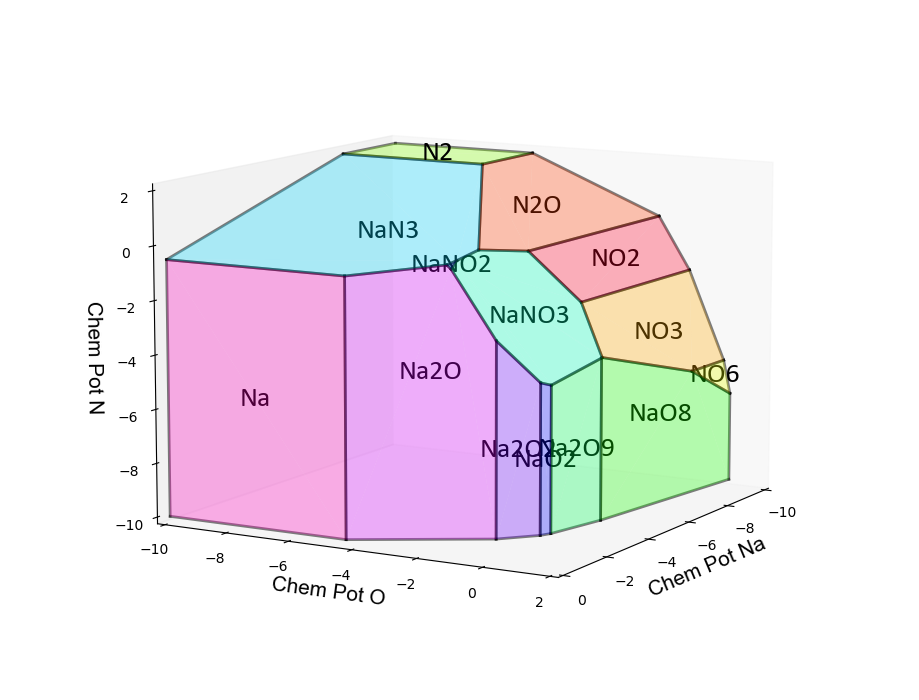 N2
N2O
NaN3
NO2
NaNO2
NaNO3
NO3
Na2O
NO6
Na
NaO8
Na2O2
Na2O9
NaO2
Chem Pot N
2
0
−2
−4
−6
−8
−10
−10
−8
−6
−4
−2
0
2
Chem Pot O
0
−2
−4
−6
−8
−10
Chem Pot Na